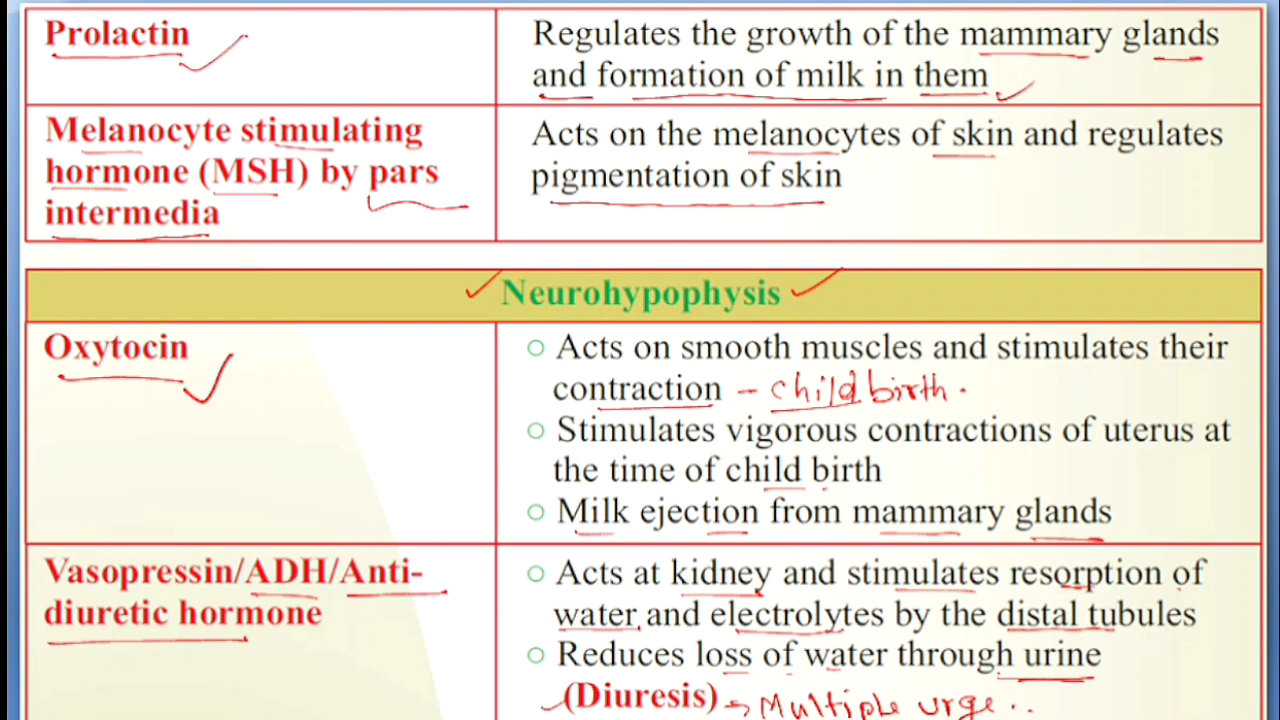 Prolactin
Regulates the growth of the mammary glands
and formation of milk in them
Melanocyte stimulating
hormone (MSH) by pars
intermedia
Acts on the melanocytes of skin and regulates
pigmentation of skin
Neurohypophysis
Oxytocin
○ Acts on smooth muscles and stimulates their
contraction - child birth.
○ Stimulates vigorous contractions of uterus at
the time of child birth
○ Milk ejection from mammary glands
Vasopressin/ADH/Anti-
diuretic hormone
○ Acts at kidney and stimulates resorption of
water and electrolytes by the distal tubules
○ Reduces loss of water through urine
(Diuresis) → Multiple urge..